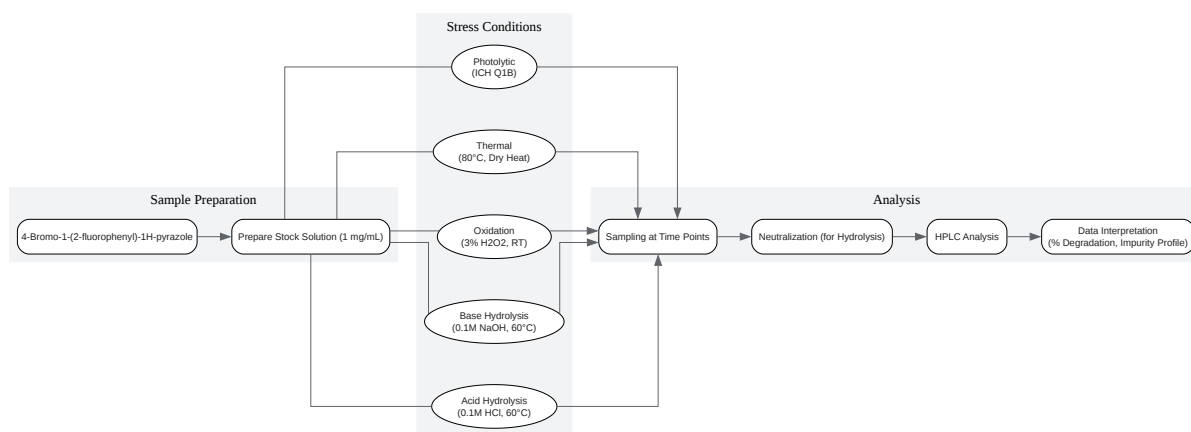 Stress Conditions
Photolytic
(ICH Q1B)
Thermal
(80°C, Dry Heat)
Sample Preparation
4-Bromo-1-(2-fluorophenyl)-1H-pyrazole
Prepare Stock Solution (1 mg/mL)
Oxidation
(3% H2O2, RT)
Base Hydrolysis
(0.1M NaOH, 60°C)
Acid Hydrolysis
(0.1M HCl, 60°C)
Analysis
Sampling at Time Points
Neutralization (for Hydrolysis)
HPLC Analysis
Data Interpretation
(% Degradation, Impurity Profile)